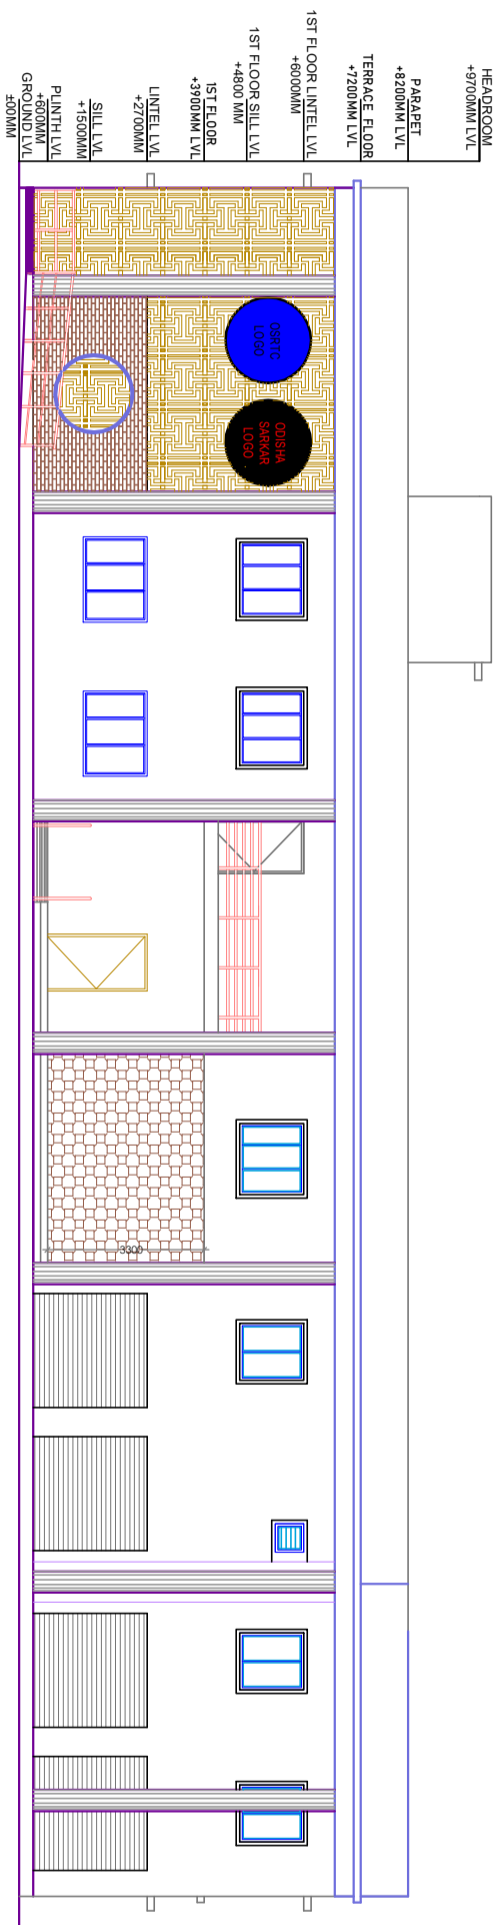 HEADROOM
+9700MM LVL
PARAPET
+8200MM LVL
TERRACE FLOOR
+7200MM LVL
1ST FLOOR LINTEL LVL
+6000MM
1ST FLOOR SILL LVL
+4800 MM
1ST FLOOR
+3900MM LVL
LINTEL LVL
+2700MM
SILL LVL
+1500MM
PLINTH LVL
+600MM
GROUND LVL
±00MM
OSRTC
LOGO
ODISHA
SARKAR
LOGO
3300